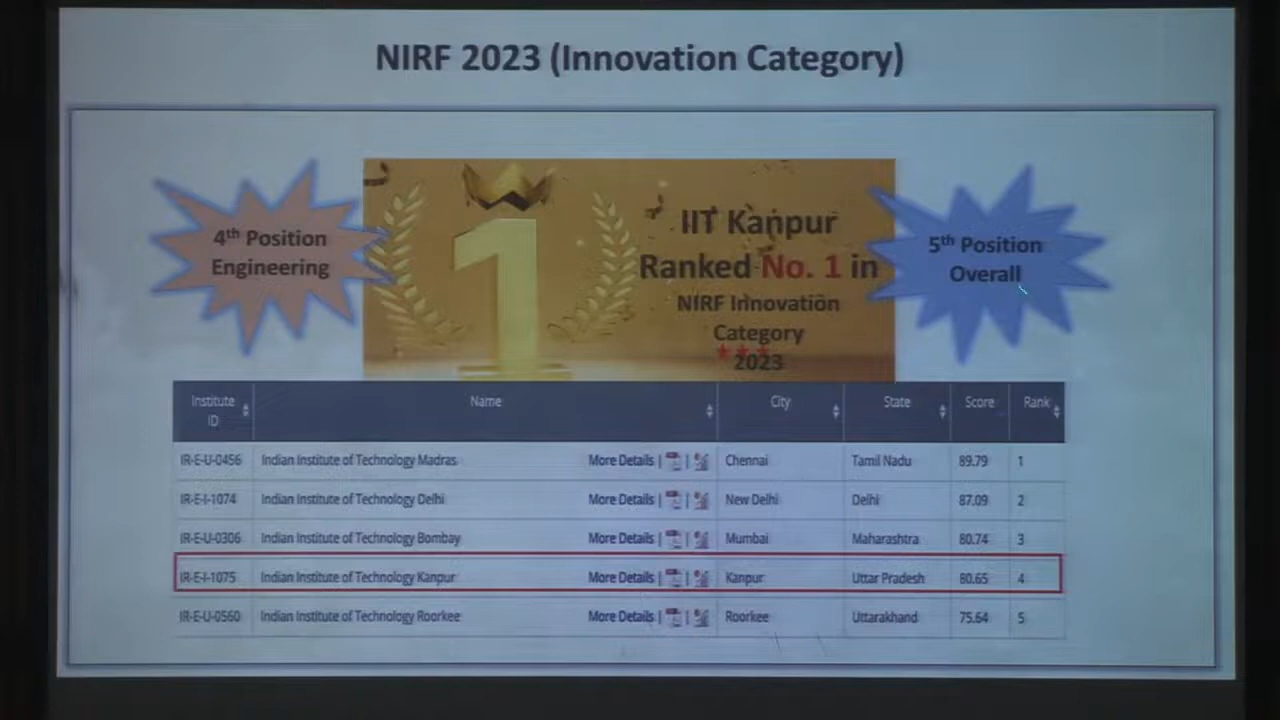 NIRF 2023 (Innovation Category)
4th Position
Engineering
IIT Kanpur
Ranked No. 1 in
NIRF Innovation
Category
2023
5th Position
Overall
1
Institute ID Name City State Score Rank
IR-E-U-0456 Indian Institute of Technology Madras More Details | | Chennai Tamil Nadu 89.79 1
IR-E-I-1074 Indian Institute of Technology Delhi More Details | | New Delhi Delhi 87.09 2
IR-E-U-0306 Indian Institute of Technology Bombay More Details | | Mumbai Maharashtra 80.74 3
IR-E-I-1075 Indian Institute of Technology Kanpur More Details | | Kanpur Uttar Pradesh 80.65 4
IR-E-U-0560 Indian Institute of Technology Roorkee More Details | | Roorkee Uttarakhand 75.64 5